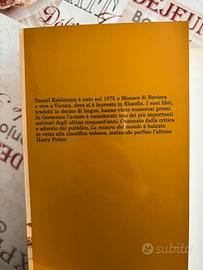 DEJEUNER
Daniel Kehlmann è nato nel 1975 a Monaco di Baviera
e vive a Vienna, dove si è laureato in filosofia. I suoi libri,
tradotti in decine di lingue, hanno vinto numerosi premi.
In Germania l'autore è considerato uno dei più importanti
scrittori degli ultimi cinquant'anni. Osannato dalla critica
e adorato dal pubblico, La misura del mondo è balzato
in vetta alla classifica tedesca, scalzando perfino l'ultimo
Harry Potter.
subito